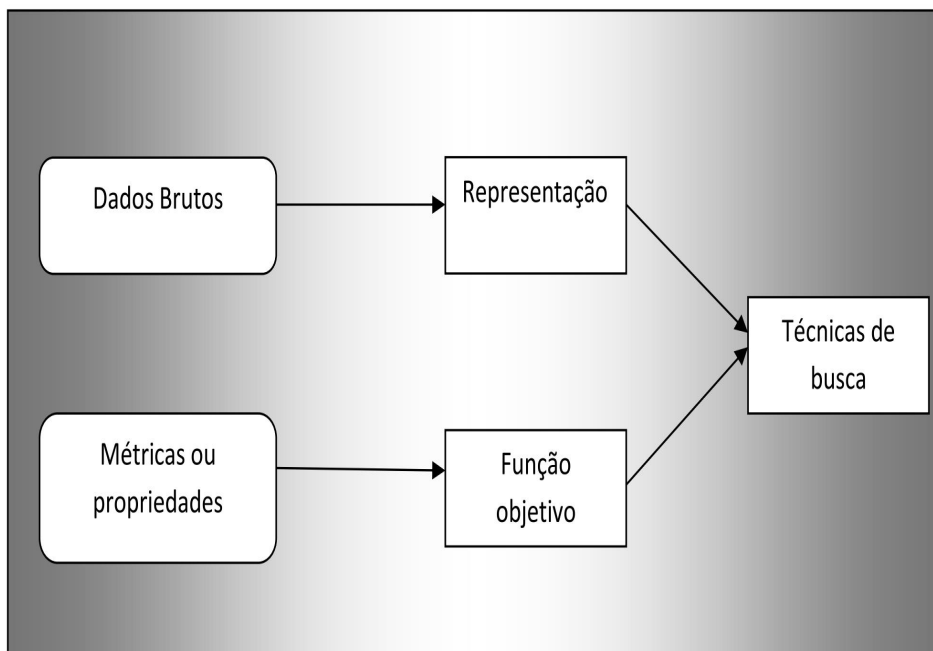 Dados Brutos
Representação
Técnicas de
busca
Métricas ou
propriedades
Função
objetivo